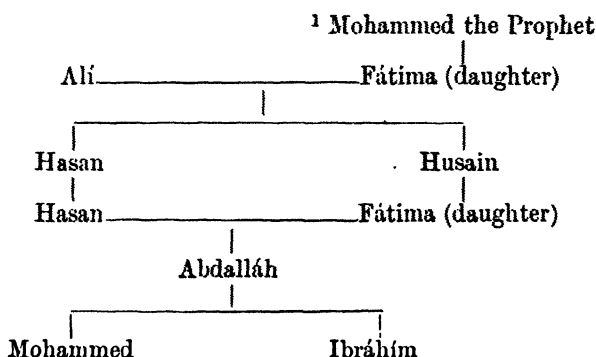 ¹ Mohammed the Prophet
Alí Fátima (daughter)
Hasan Husain
Hasan Fátima (daughter)
Abdalláh
Mohammed Ibráhím